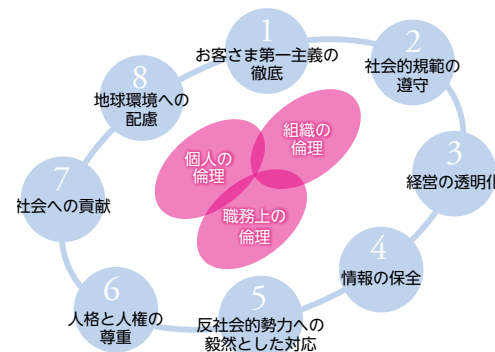 1
お客さま第一主義の
徹底
2
社会的規範の
遵守
3
経営の透明化
4
情報の保全
5
反社会的勢力への
毅然とした対応
6
人格と人権の
尊重
7
社会への貢献
8
地球環境への
配慮
個人の
倫理
組織の
倫理
職務上の
倫理